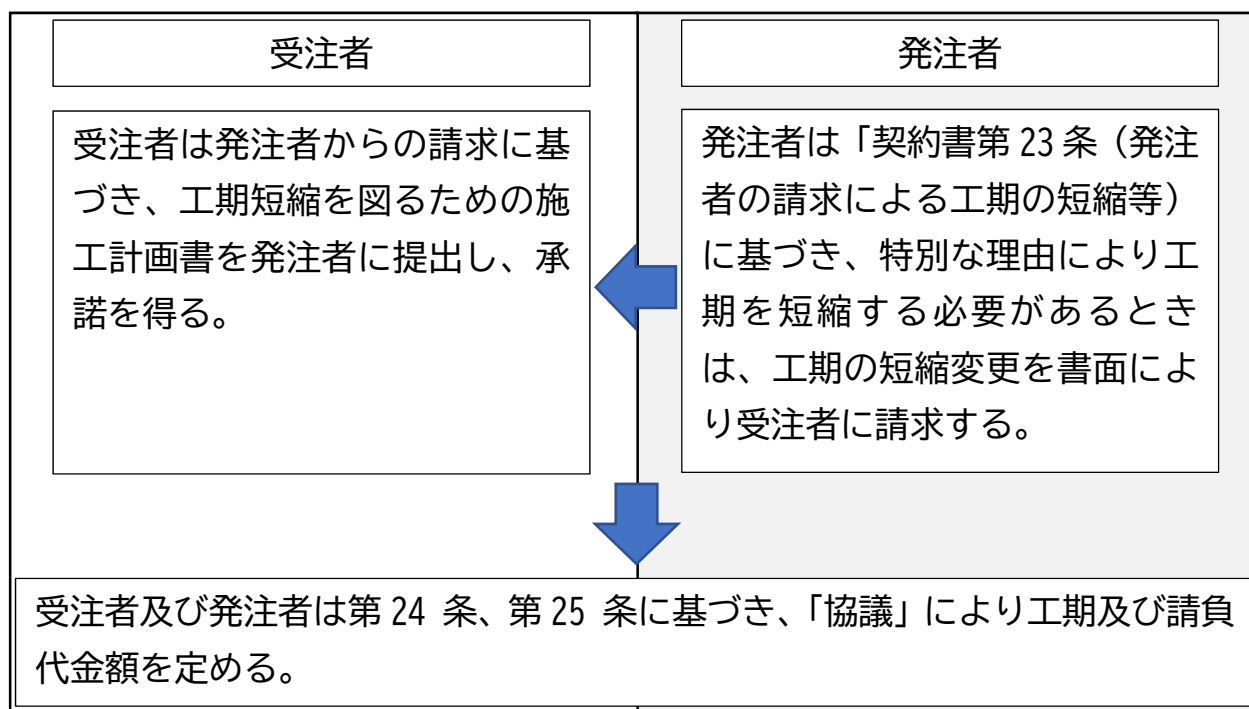 受注者
発注者
受注者は発注者からの請求に基
づき、工期短縮を図るための施
工計画書を発注者に提出し、承
諾を得る。
発注者は「契約書第 23 条（発注
者の請求による工期の短縮等）
に基づき、特別な理由により工
期を短縮する必要があるとき
は、工期の短縮変更を書面によ
り受注者に請求する。
受注者及び発注者は第 24 条、第 25 条に基づき、「協議」により工期及び請負
代金額を定める。